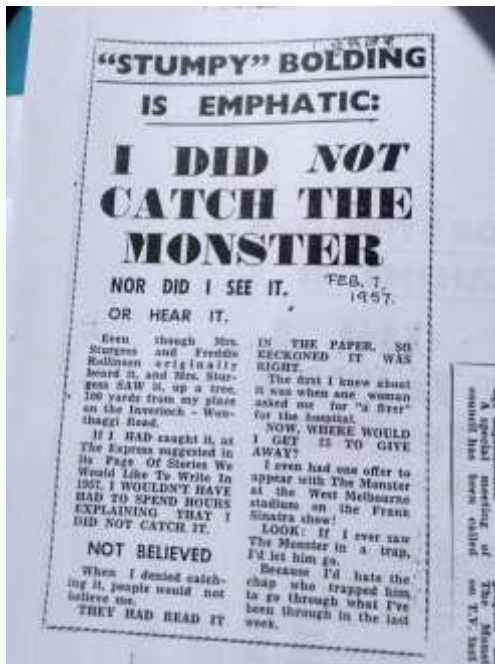 "STUMPY" BOLDING
IS EMPHATIC:
I DID NOT
CATCH THE
MONSTER
NOR DID I SEE IT.
OR HEAR IT.
FEB. 7.
1957.
Even though Mrs.
Sturgess and Freddie
Rollinson originally
heard it, and Mrs. Stur-
gess SAW it, up a tree,
100 yards from my place
on the Inverloch - Won-
thaggi Road.
If I HAD caught it, as
The Express suggested in
its Page Of Stories We
Would Like To Write In
1957, I WOULDN'T HAVE
HAD TO SPEND HOURS
EXPLAINING THAT I
DID NOT CATCH IT.
NOT BELIEVED
When I denied catch-
ing it, people would not
believe me.
THEY HAD READ IT
IN THE PAPER, SO
RECKONED IT WAS
RIGHT.
The first I knew about
it was when one woman
asked me for "a fiver"
for the hospital.
NOW, WHERE WOULD
I GET £5 TO GIVE
AWAY?
I even had one offer to
appear with The Monster
at the West Melbourne
stadium on the Frank
Sinatra show!
LOOK: If I ever saw
The Monster in a trap,
I'd let him go.
Because I'd hate the
chap who trapped him
to go through what I've
been through in the last
week.
A special meeting of
council has been called
The Mons
on T.V. last